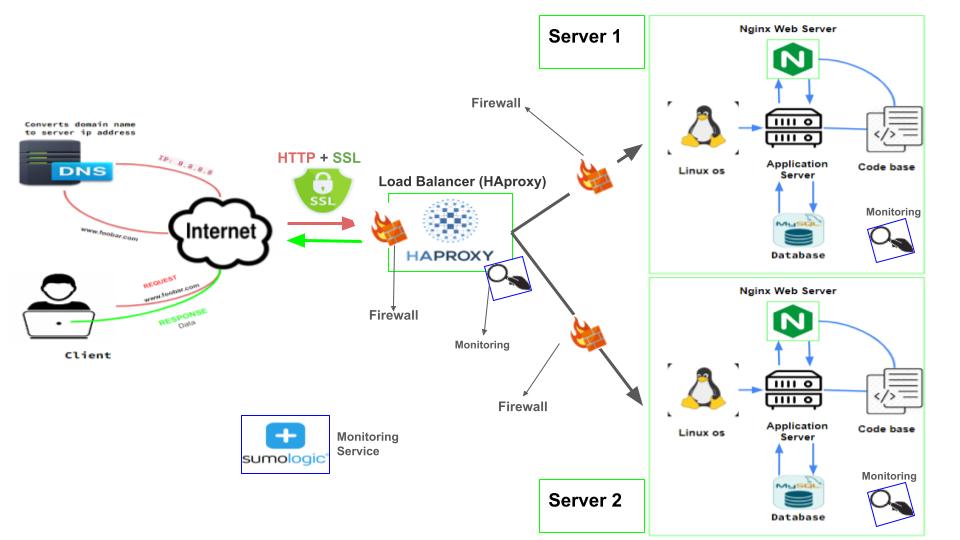 Server 1
Nginx Web Server
Firewall
Converts domain name
to server ip address
DNS
IP: 8.8.8.8
HTTP + SSL
SSL
Load Balancer (HAproxy)
Linux os
Application
Server
Code base
www.foobar.com
Internet
HAPROXY
MySQL
Database
Monitoring
REQUEST
www.foobar.com
RESPONSE
Data
Client
Firewall
Monitoring
Nginx Web Server
Firewall
Linux os
Application
Server
Code base
sumologic
Monitoring
Service
Server 2
MySQL
Database
Monitoring